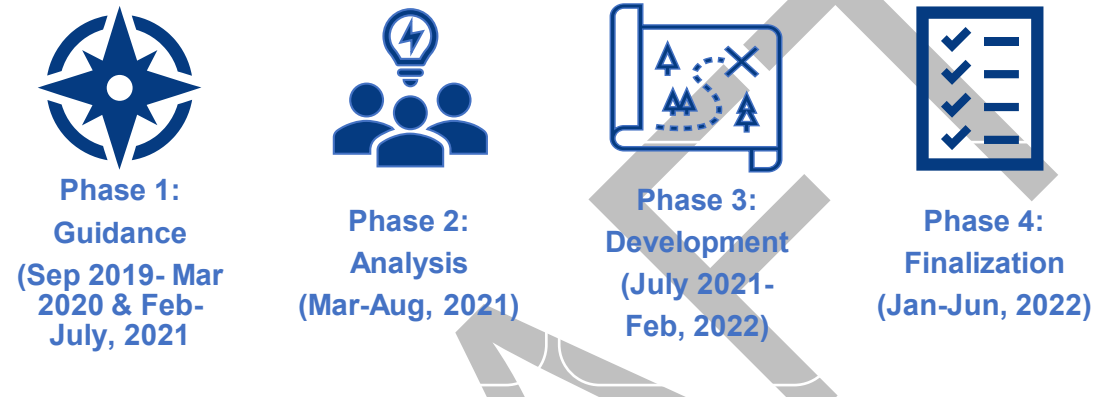 Phase 1:
Guidance
(Sep 2019- Mar
2020 & Feb-
July, 2021
Phase 2:
Analysis
(Mar-Aug, 2021)
Phase 3:
Development
(July 2021-
Feb, 2022)
Phase 4:
Finalization
(Jan-Jun, 2022)